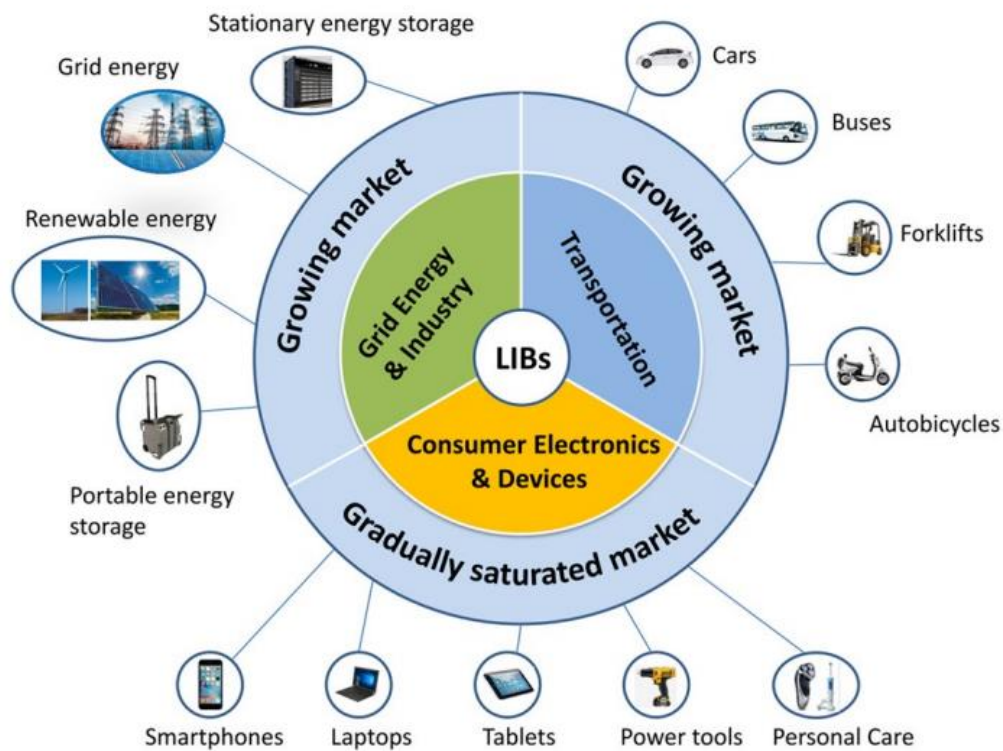 Stationary energy storage
Grid energy
Renewable energy
Portable energy
storage
Cars
Buses
Forklifts
Autobicycles
Growing market
Growing market
Gradually saturated market
Grid Energy
& Industry
Transportation
LIBs
Consumer Electronics
& Devices
Smartphones
Laptops
Tablets
Power tools
Personal Care